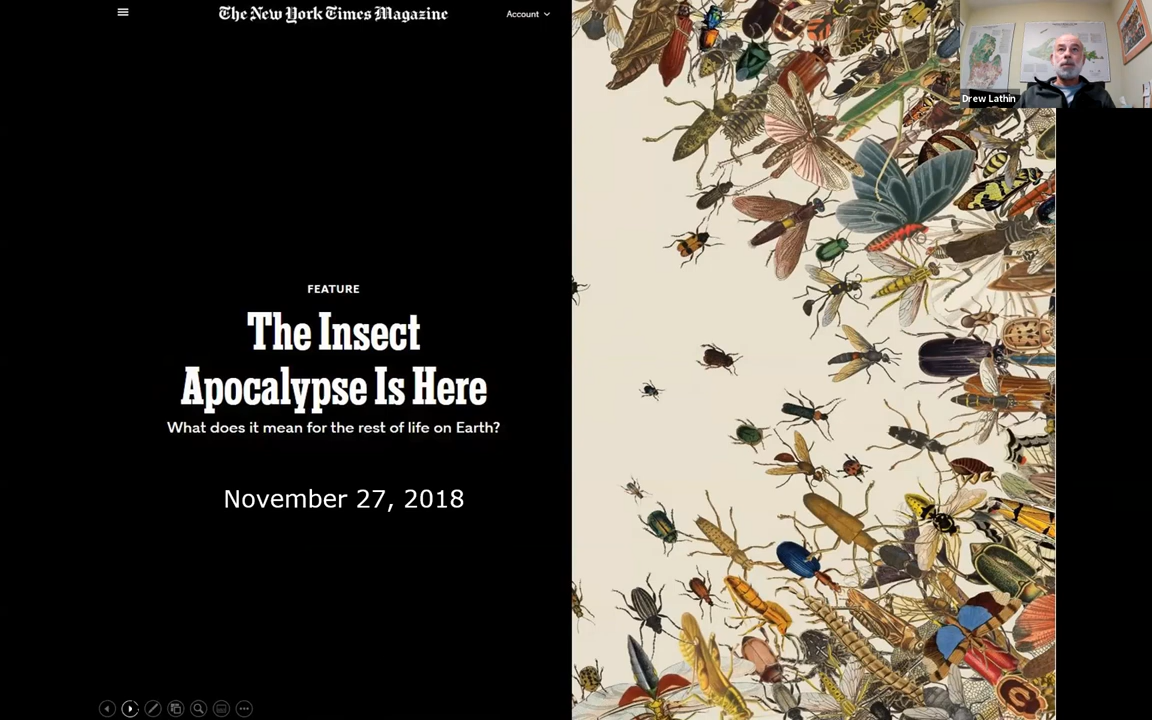 The New York Times Magazine
Account
Drew Lathin
FEATURE
The Insect
Apocalypse Is Here
What does it mean for the rest of life on Earth?
November 27, 2018